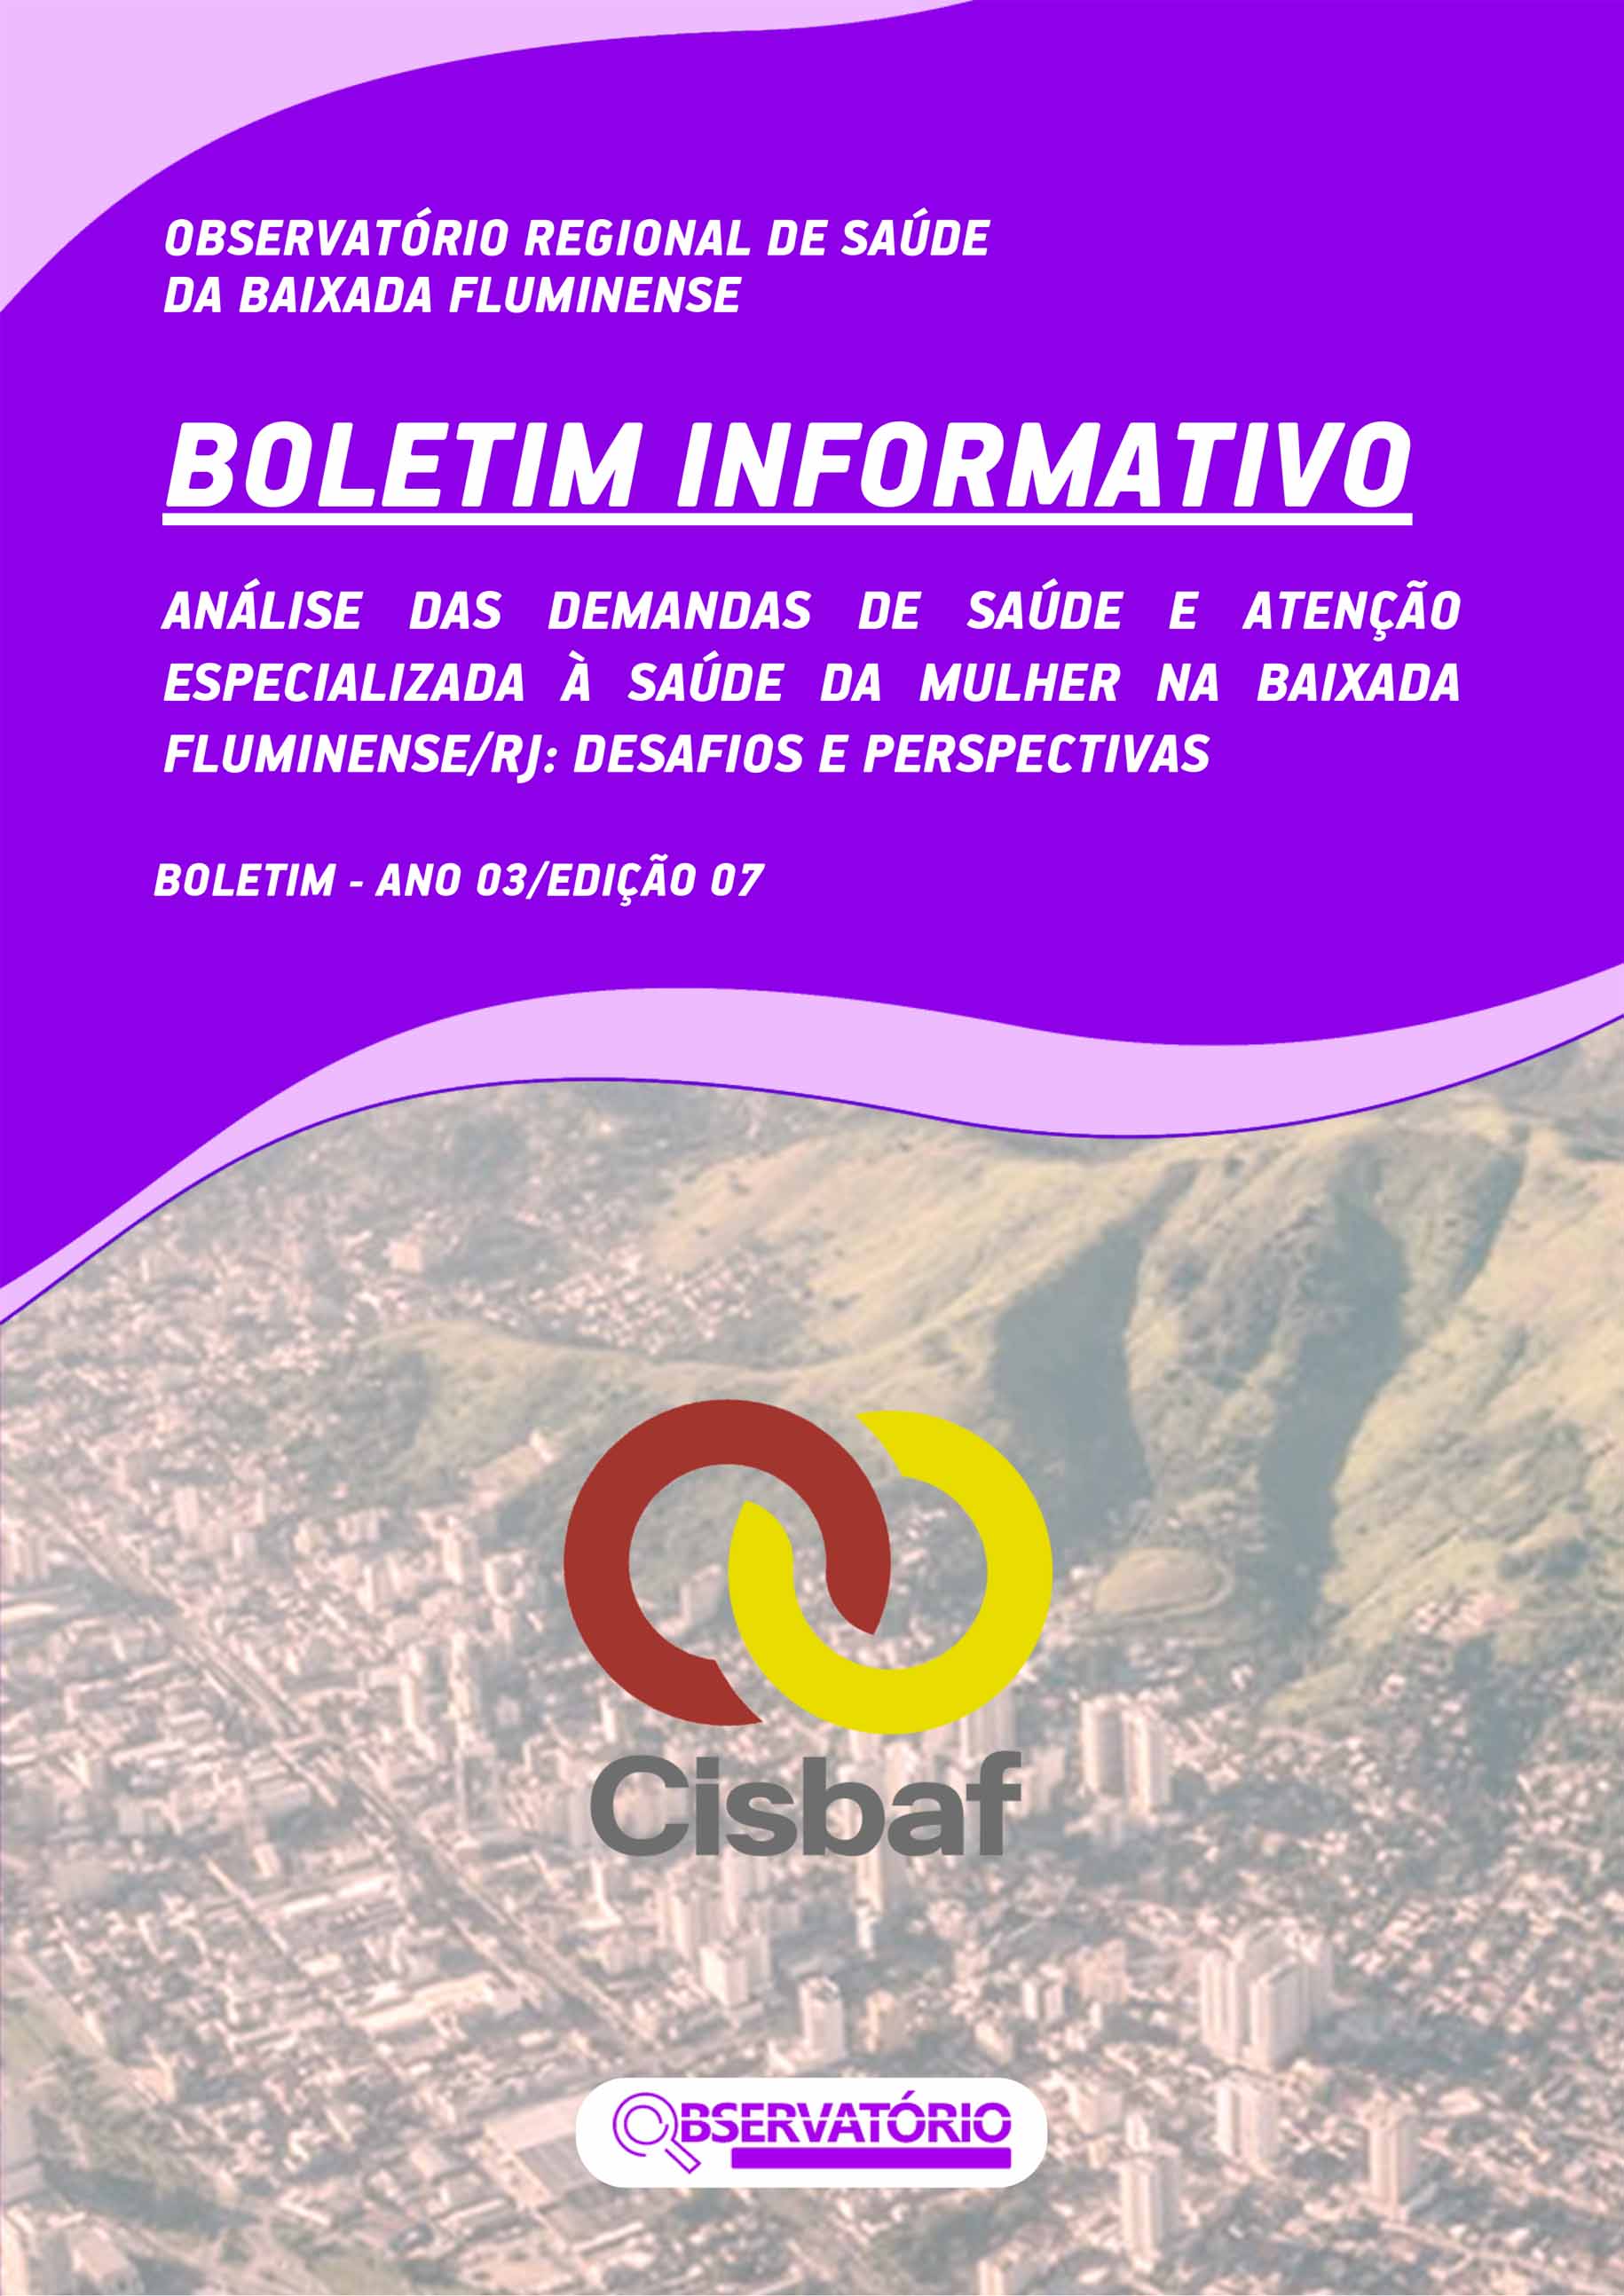 OBSERVATÓRIO REGIONAL DE SAÚDE
DA BAIXADA FLUMINENSE
BOLETIM INFORMATIVO
ANÁLISE DAS DEMANDAS DE SAÚDE E ATENÇÃO
ESPECIALIZADA À SAÚDE DA MULHER NA BAIXADA
FLUMINENSE/RJ: DESAFIOS E PERSPECTIVAS
BOLETIM - ANO 03/EDIÇÃO 07
Cisbaf
OBSERVATÓRIO